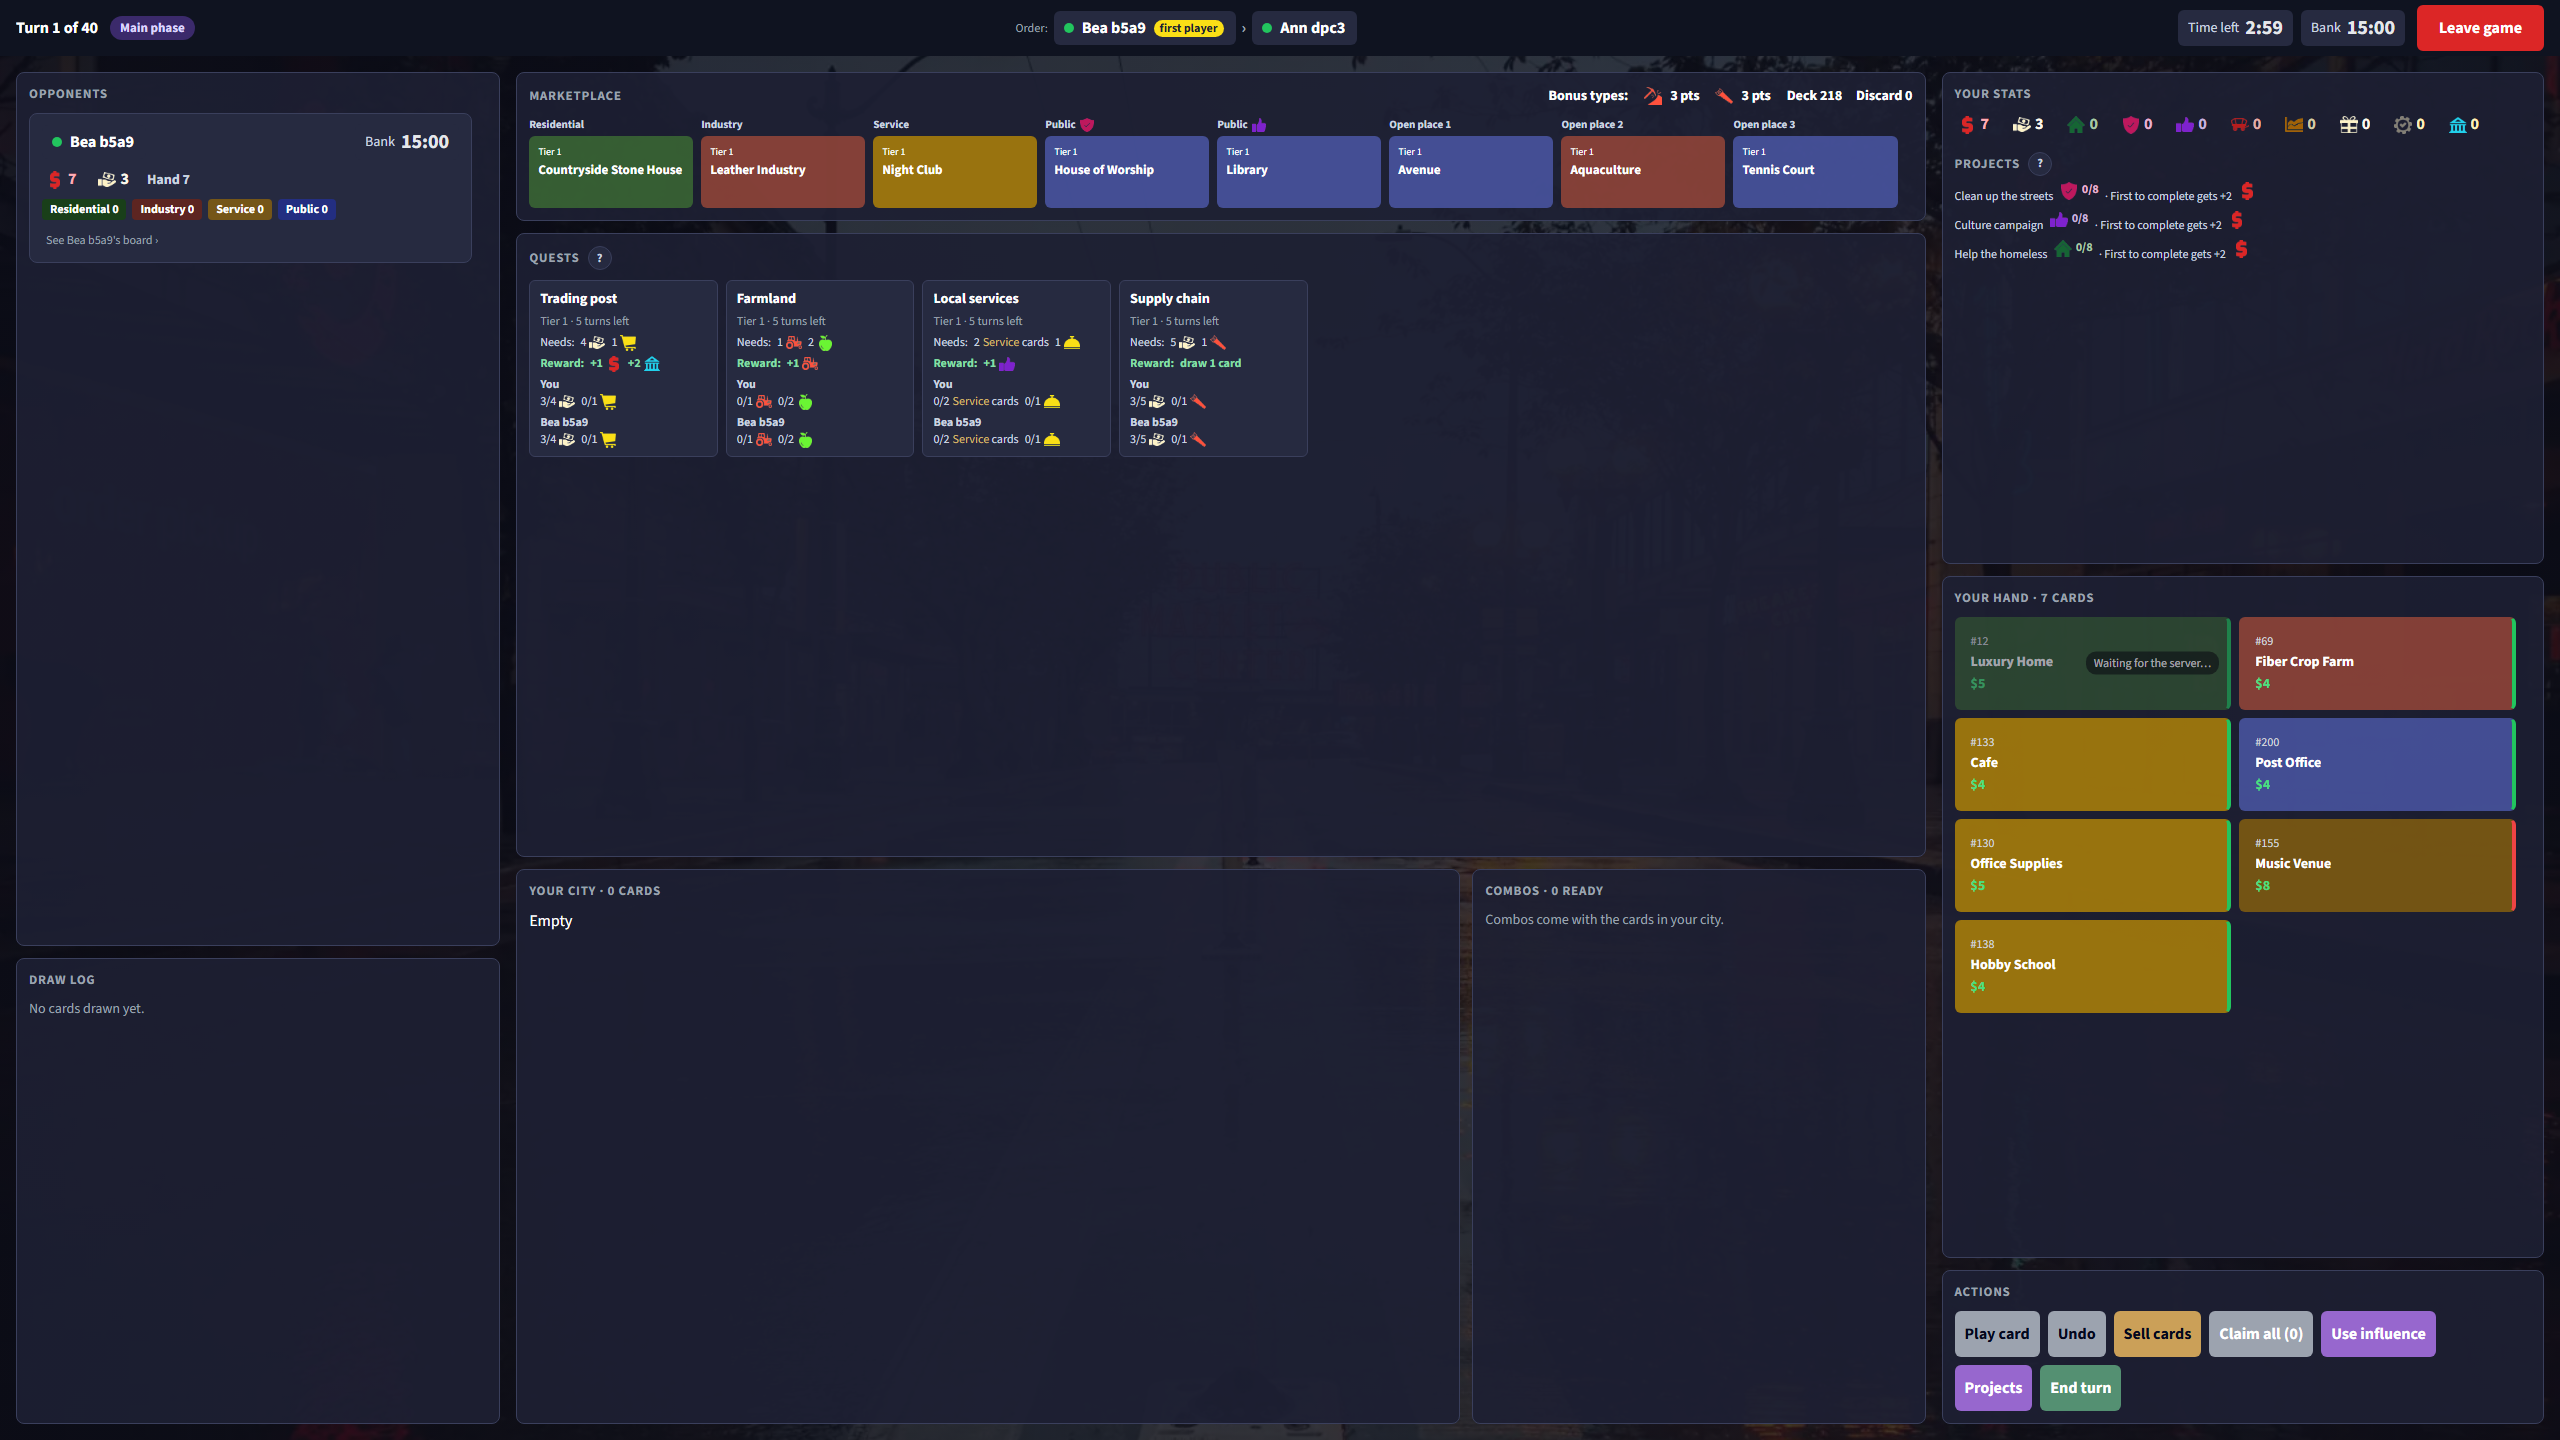 Turn 1 of 40 Main phase
Order: Bea b5a9 first player › Ann dpc3
Time left 2:59 Bank 15:00 Leave game
OPPONENTS
Bea b5a9 Bank 15:00
7 3 Hand 7
Residential 0 Industry 0 Service 0 Public 0
See Bea b5a9's board ›
DRAW LOG
No cards drawn yet.
MARKETPLACE
Bonus types: 3 pts 3 pts Deck 218 Discard 0
Residential Industry Service Public Public Open place 1 Open place 2 Open place 3
Tier 1 Tier 1 Tier 1 Tier 1 Tier 1 Tier 1 Tier 1 Tier 1
Countryside Stone House Leather Industry Night Club House of Worship Library Avenue Aquaculture Tennis Court
QUESTS ?
Trading post
Tier 1 · 5 turns left
Needs: 4 1
Reward: +1 +2
You
3/4 0/1
Bea b5a9
3/4 0/1
Farmland
Tier 1 · 5 turns left
Needs: 1 2
Reward: +1
You
0/1 0/2
Bea b5a9
0/1 0/2
Local services
Tier 1 · 5 turns left
Needs: 2 Service cards 1
Reward: +1
You
0/2 Service cards 0/1
Bea b5a9
0/2 Service cards 0/1
Supply chain
Tier 1 · 5 turns left
Needs: 5 1
Reward: draw 1 card
You
3/5 0/1
Bea b5a9
3/5 0/1
YOUR CITY · 0 CARDS
Empty
COMBOS · 0 READY
Combos come with the cards in your city.
YOUR STATS
7 3 0 0 0 0 0 0 0 0
PROJECTS ?
Clean up the streets 0/8 · First to complete gets +2
Culture campaign 0/8 · First to complete gets +2
Help the homeless 0/8 · First to complete gets +2
YOUR HAND · 7 CARDS
#12
Luxury Home
$5
Waiting for the server…
#69
Fiber Crop Farm
$4
#133
Cafe
$4
#200
Post Office
$4
#130
Office Supplies
$5
#155
Music Venue
$8
#138
Hobby School
$4
ACTIONS
Play card Undo Sell cards Claim all (0) Use influence
Projects End turn